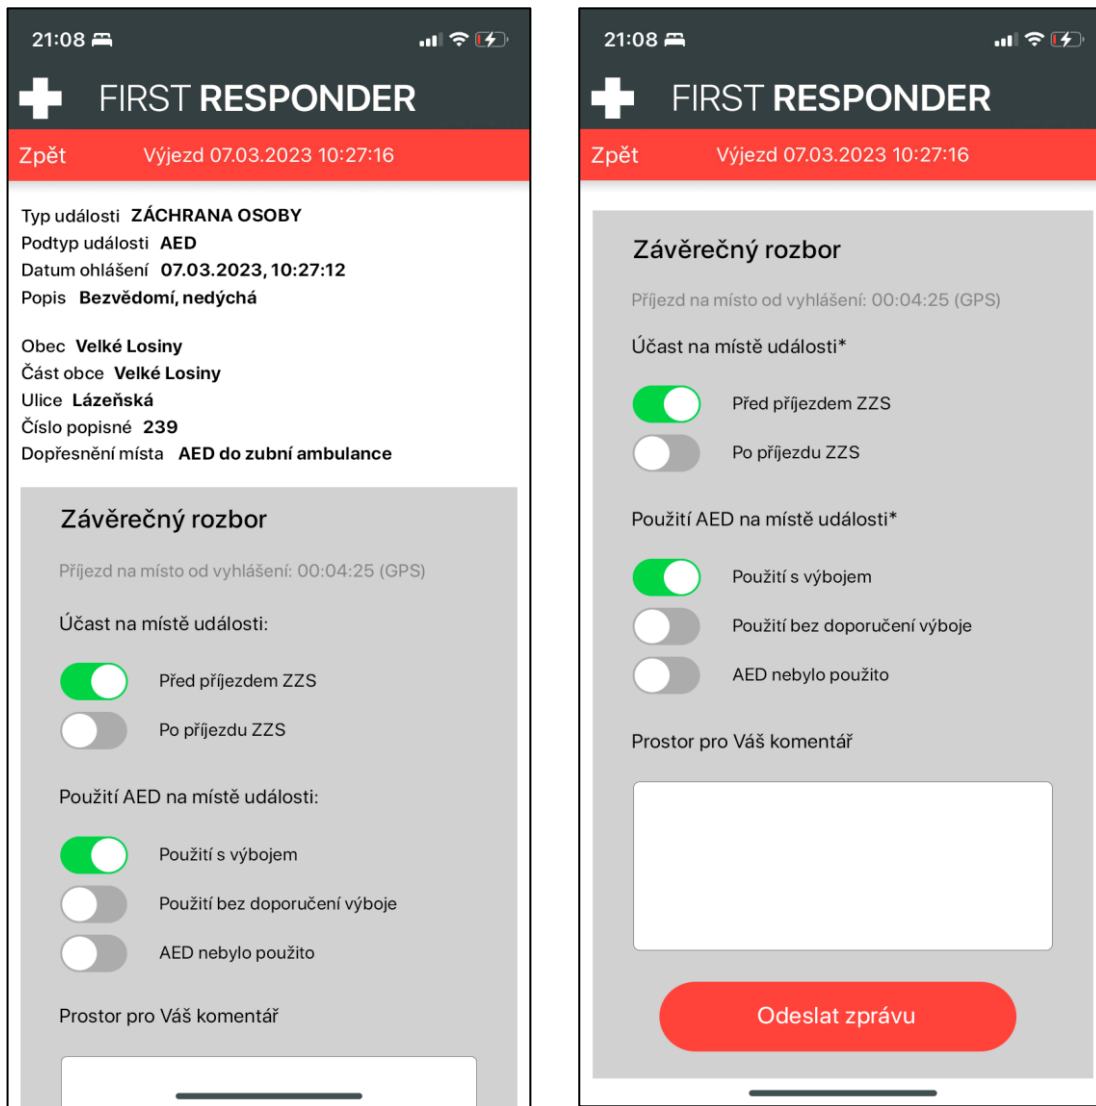 21:08
FIRST RESPONDER
Zpět Výjezd 07.03.2023 10:27:16
Typ události ZÁCHRANA OSOBY
Podtyp události AED
Datum ohlášení 07.03.2023, 10:27:12
Popis Bezvědomí, nedýchá
Obec Velké Losiny
Část obce Velké Losiny
Ulice Lázeňská
Číslo popisné 239
Dopřesnění místa AED do zubní ambulance
Závěrečný rozbor
Příjezd na místo od vyhlášení: 00:04:25 (GPS)
Účast na místě události:
Před příjezdem ZZS
Po příjezdu ZZS
Použití AED na místě události:
Použití s výbojem
Použití bez doporučení výboje
AED nebylo použito
Prostor pro Váš komentář
21:08
FIRST RESPONDER
Zpět Výjezd 07.03.2023 10:27:16
Závěrečný rozbor
Příjezd na místo od vyhlášení: 00:04:25 (GPS)
Účast na místě události*
Před příjezdem ZZS
Po příjezdu ZZS
Použití AED na místě události*
Použití s výbojem
Použití bez doporučení výboje
AED nebylo použito
Prostor pro Váš komentář
Odeslat zprávu